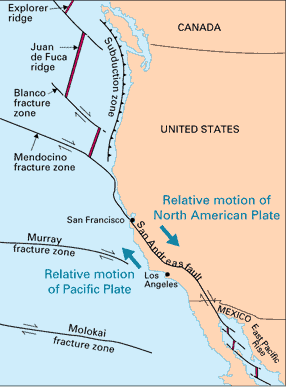 Explorer
ridge
CANADA
Juan
de Fuca
ridge
Subduction zone
Blanco
fracture
zone
UNITED STATES
Mendocino
fracture zone
Relative motion of
North American Plate
San Francisco
San Andreas fault
Murray
fracture zone
Relative motion
of Pacific Plate
Los
Angeles
MEXICO
East Pacific
Rise
Molokai
fracture zone